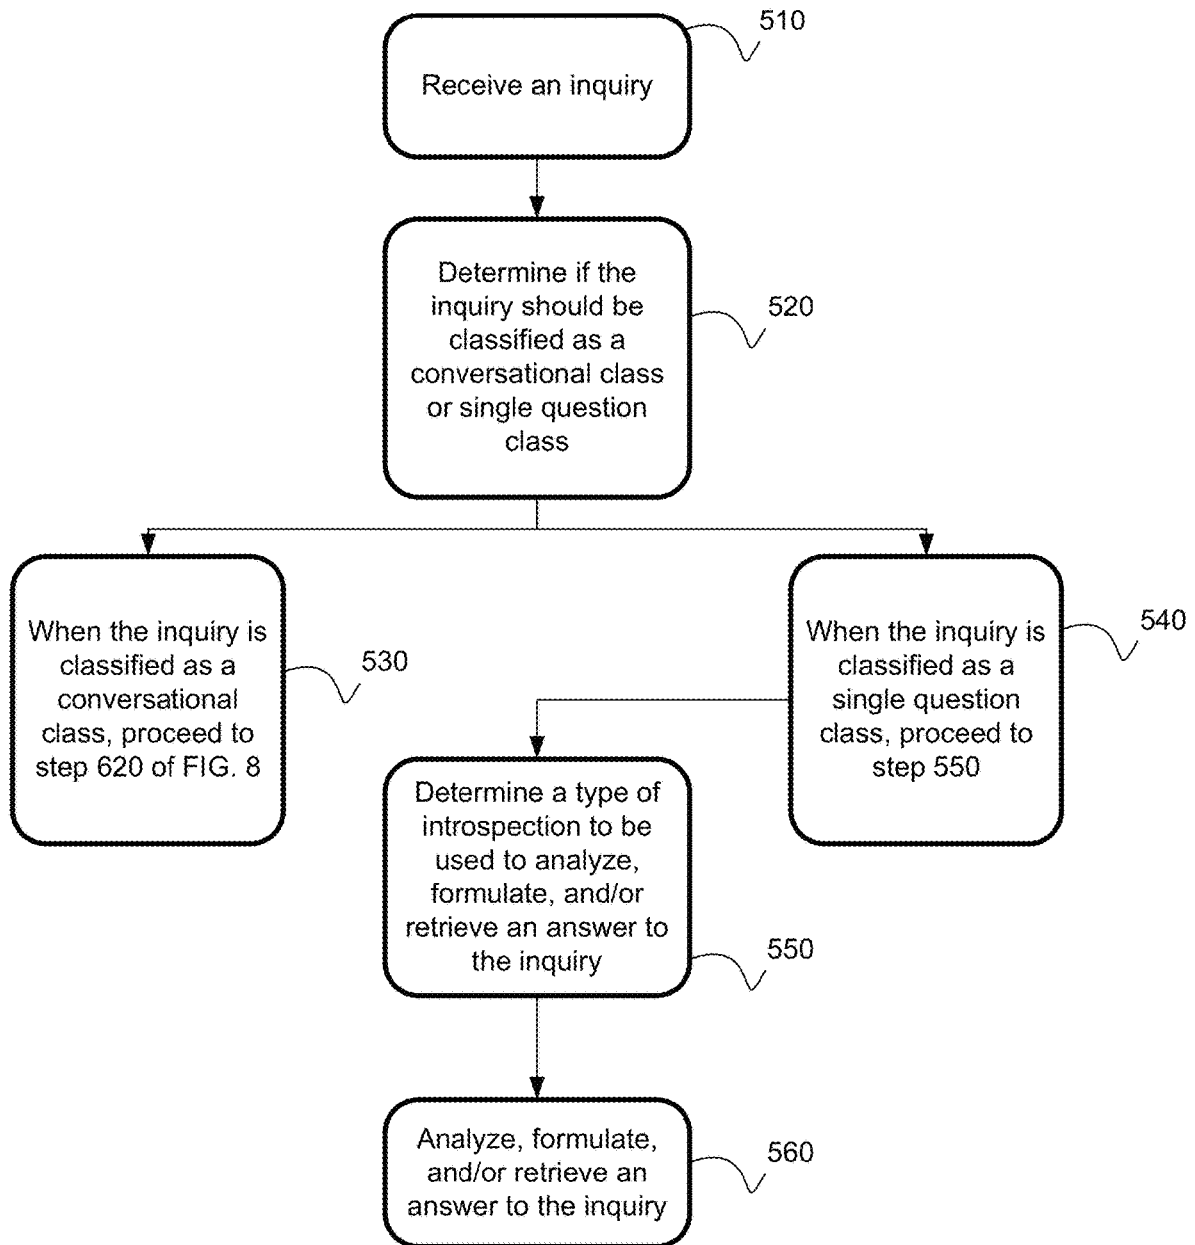 510
Receive an inquiry
Determine if the
inquiry should be
classified as a
conversational class
or single question
class
520
When the inquiry is
classified as a
conversational
class, proceed to
step 620 of FIG. 8
530
When the inquiry is
classified as a
single question
class, proceed to
step 550
540
Determine a type of
introspection to be
used to analyze,
formulate, and/or
retrieve an answer to
the inquiry
550
Analyze, formulate,
and/or retrieve an
answer to the inquiry
560